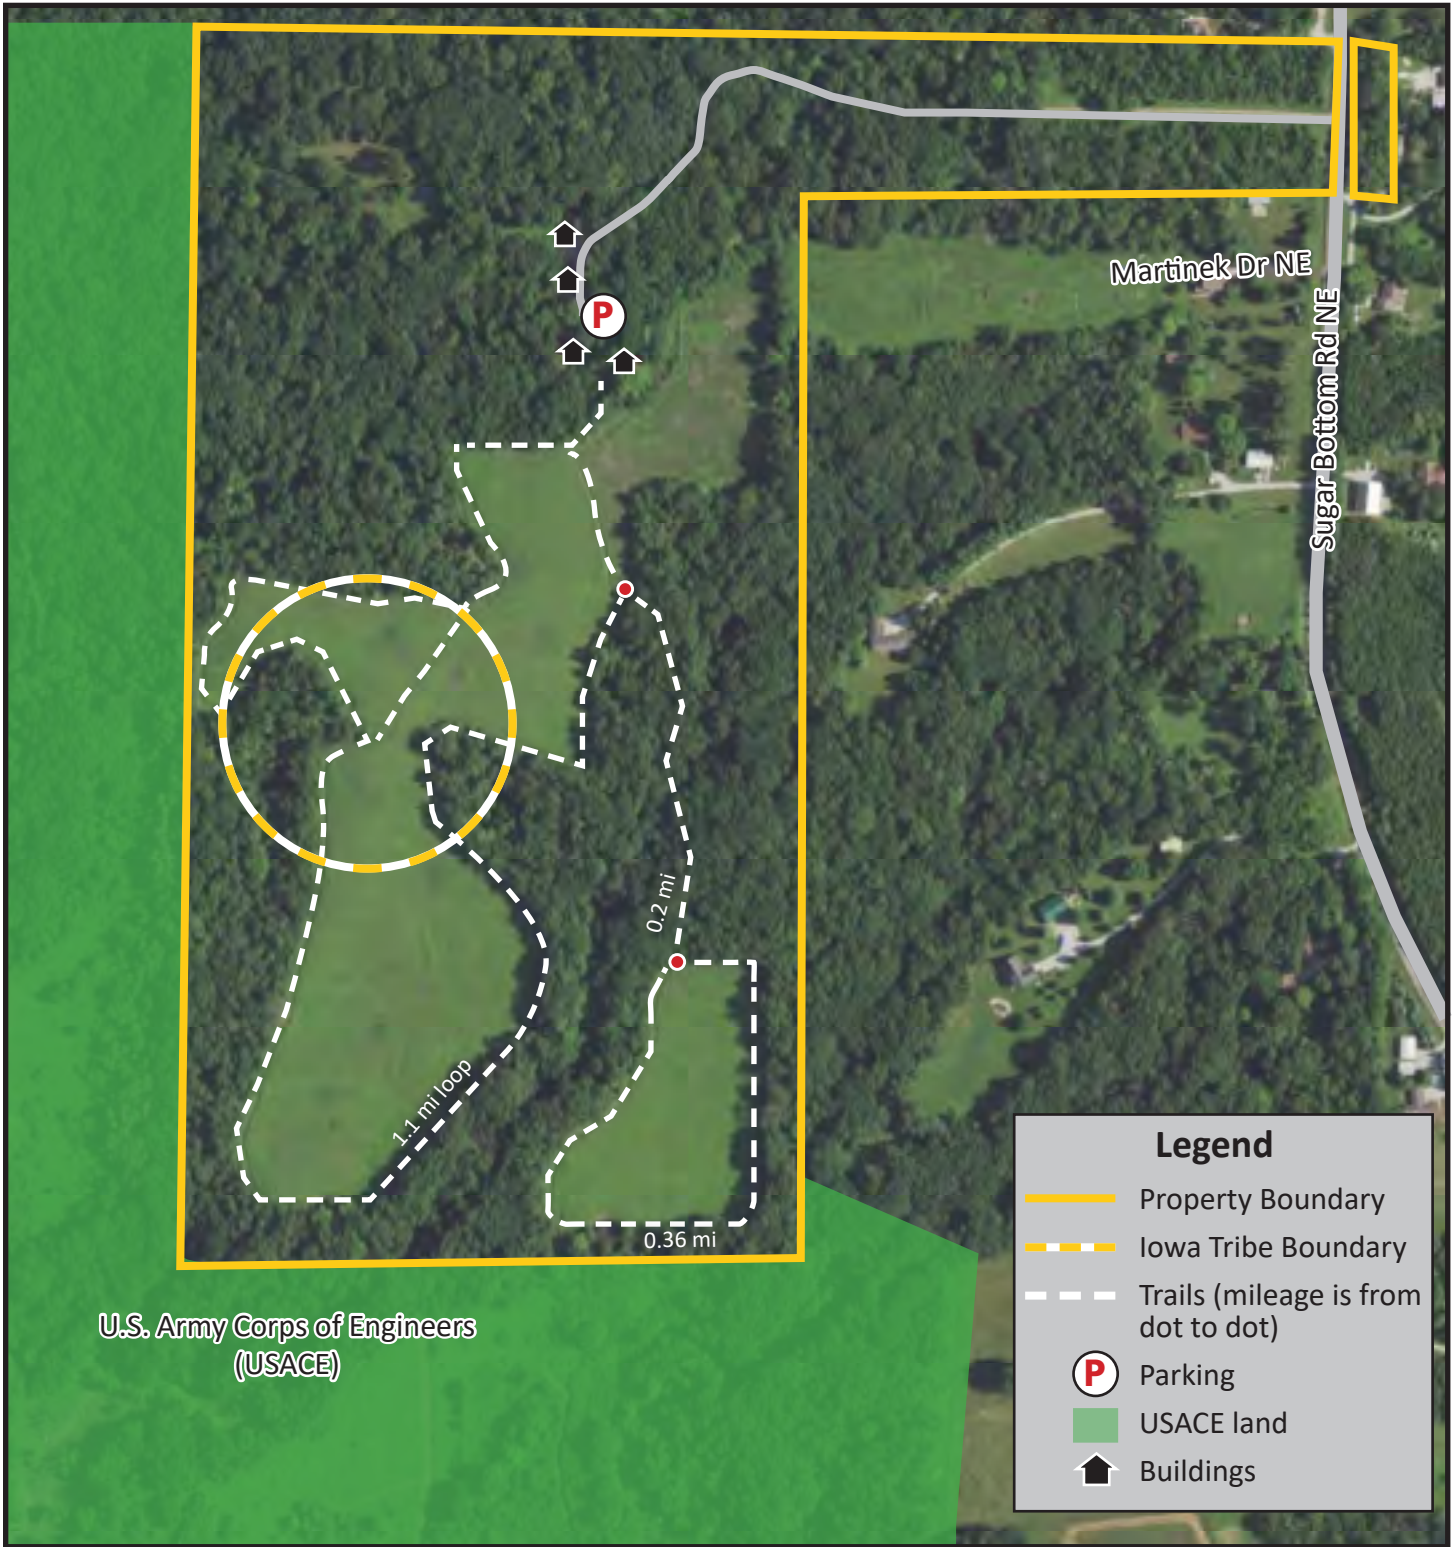 P
Martinek Dr NE
Sugar Bottom Rd NE
0.2 mi
1.1 mi loop
0.36 mi
U.S. Army Corps of Engineers
(USACE)
Legend
Property Boundary
Iowa Tribe Boundary
Trails (mileage is from
dot to dot)
P Parking
USACE land
Buildings